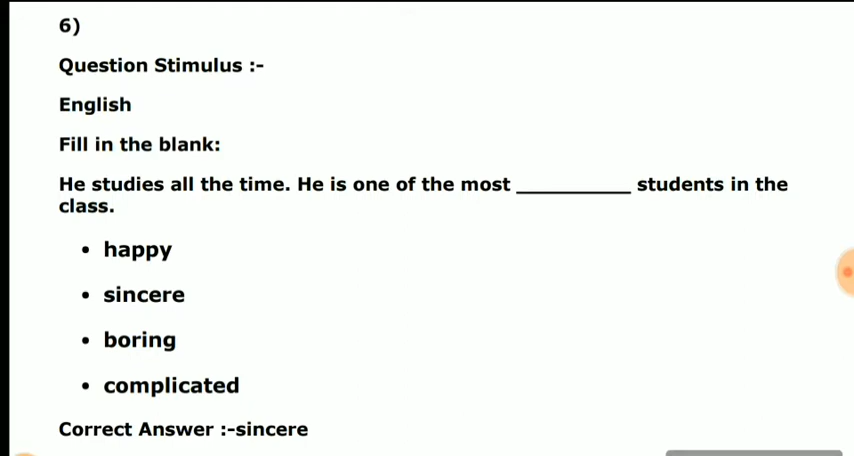 6)
Question Stimulus :-
English
Fill in the blank:
He studies all the time. He is one of the most ___________ students in the
class.
• happy
• sincere
• boring
• complicated
Correct Answer :-sincere